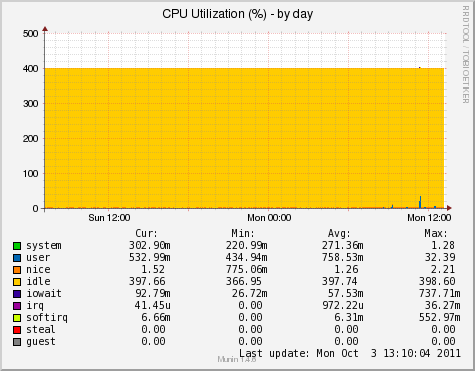 CPU Utilization (%) - by day
RRDTOOL / TOBI OETIKER
500
400
300
200
100
0
Sun 12:00 Mon 00:00 Mon 12:00
Cur: Min: Avg: Max:
system 302.90m 220.99m 271.36m 1.28
user 532.99m 434.94m 758.53m 32.39
nice 1.52 775.06m 1.26 2.21
idle 397.66 366.95 397.74 398.60
iowait 92.79m 26.72m 57.53m 737.71m
irq 41.45u 0.00 972.22u 36.27m
softirq 6.66m 0.00 6.31m 552.97m
steal 0.00 0.00 0.00 0.00
guest 0.00 0.00 0.00 0.00
Last update: Mon Oct 3 13:10:04 2011
Munin 1.4.6